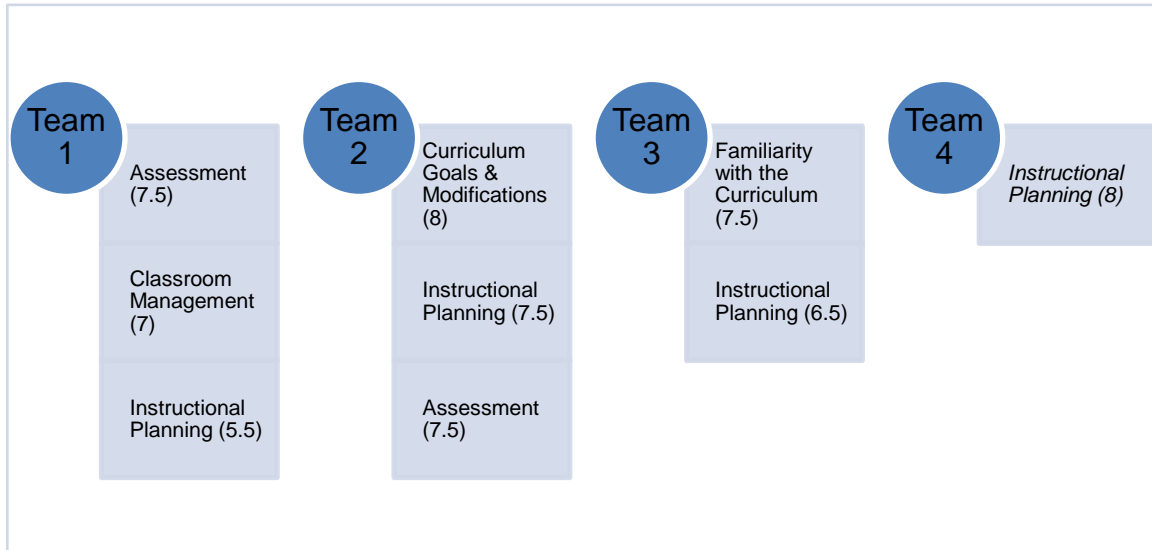 Team
1
Assessment
(7.5)
Classroom
Management
(7)
Instructional
Planning (5.5)
Team
2
Curriculum
Goals &
Modifications
(8)
Instructional
Planning (7.5)
Assessment
(7.5)
Team
3
Familiarity
with the
Curriculum
(7.5)
Instructional
Planning (6.5)
Team
4
Instructional
Planning (8)